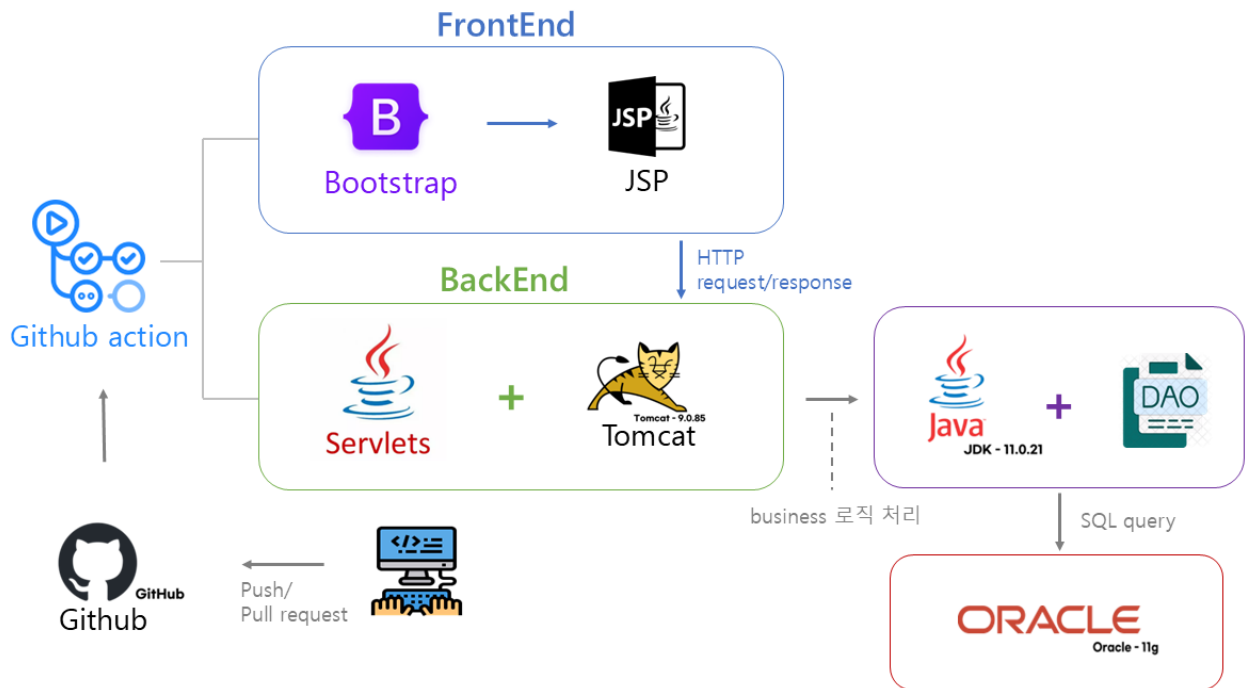 FrontEnd
B
JSP
Bootstrap
JSP
HTTP
request/response
BackEnd
Github action
Servlets
+
Tomcat - 9.0.85
Tomcat
Java
JDK - 11.0.21
+
DAO
business 로직 처리
SQL query
</>
GitHub
Github
Push/
Pull request
ORACLE
Oracle - 11g